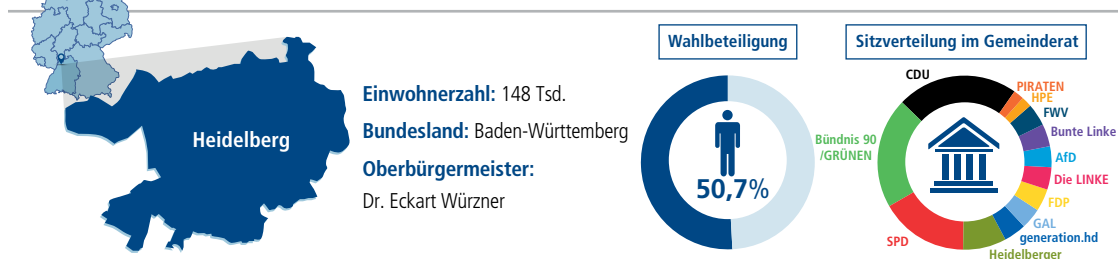 Heidelberg
Einwohnerzahl: 148 Tsd.
Bundesland: Baden-Württemberg
Oberbürgermeister:
Dr. Eckart Würzner
Wahlbeteiligung
50,7%
Sitzverteilung im Gemeinderat
CDU
PIRATEN
HPE
FWV
Bunte Linke
AfD
Die LINKE
FDP
GAL
generation.hd
Heidelberger
SPD
Bündnis 90
/GRÜNEN